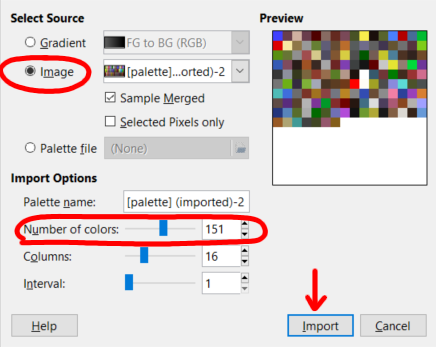 Select Source
Preview
Gradient
FG to BG (RGB)
Image
[palette]...orted)-2
Sample Merged
Selected Pixels only
Palette file
(None)
Import Options
Palette name:
[palette] (imported)-2
Number of colors:
151
Columns:
16
Interval:
1
Help
Import
Cancel